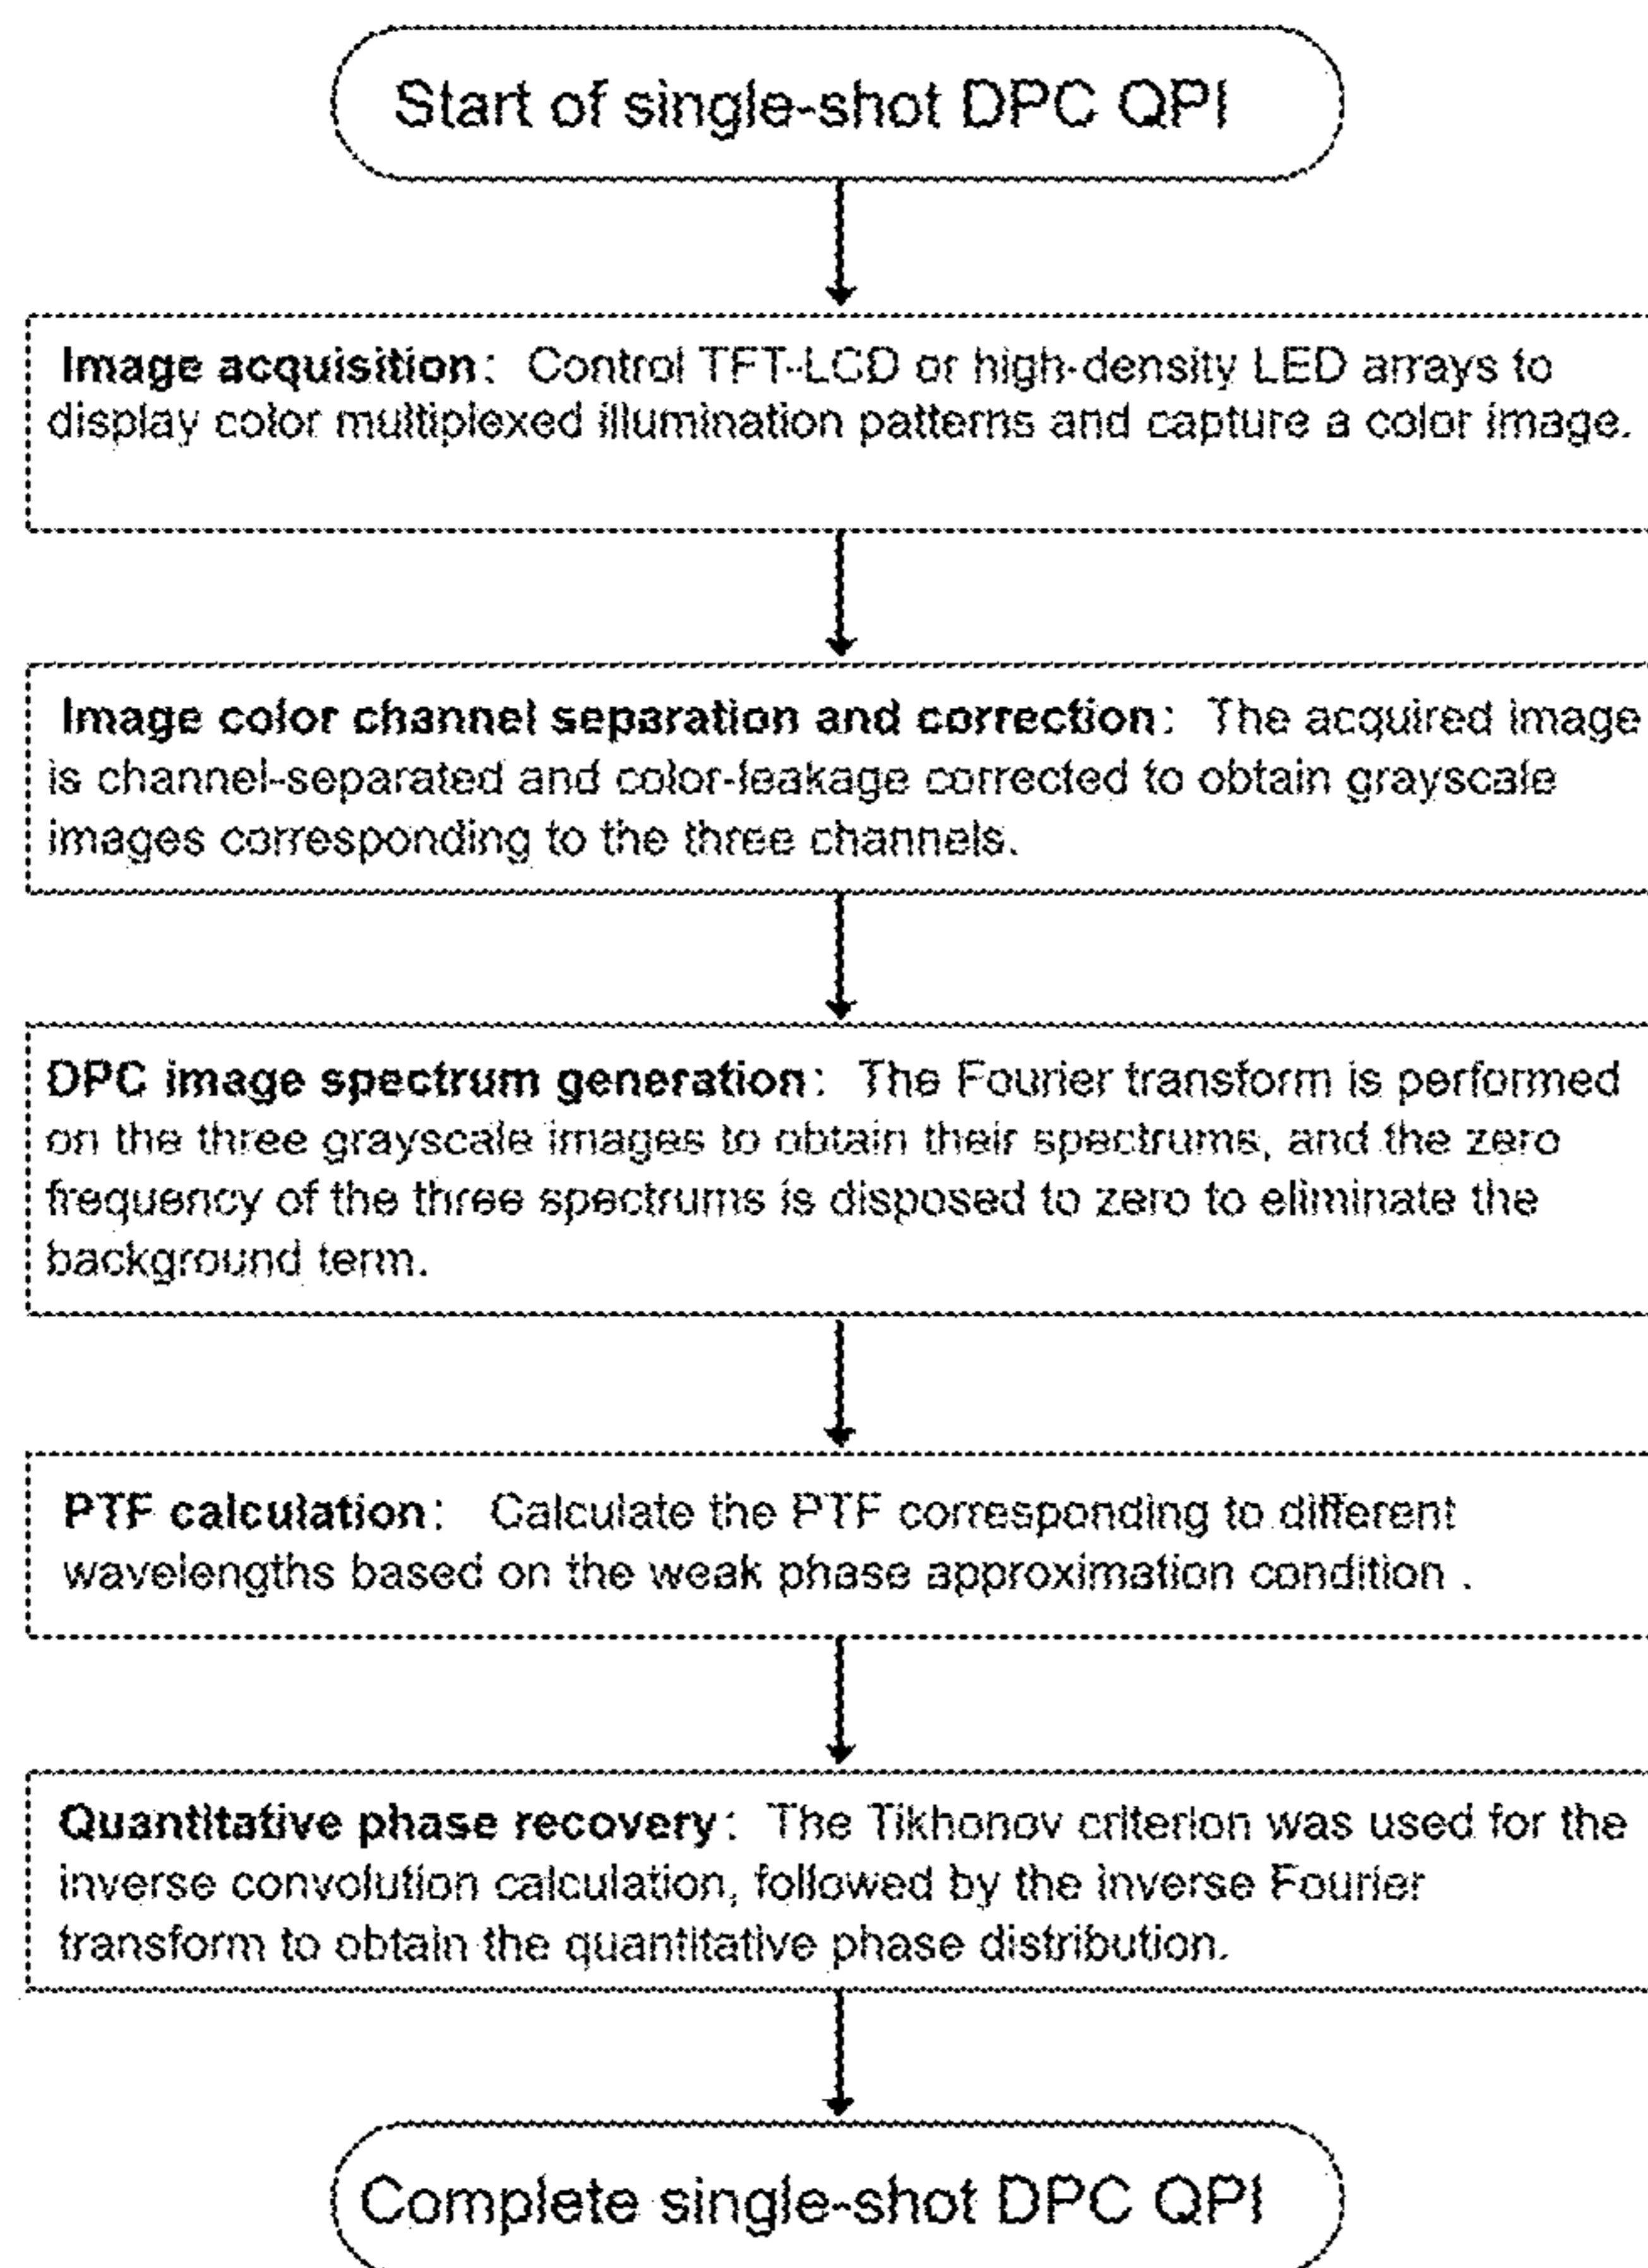 Start of single-shot DPC QPI
Image acquisition: Control TFT-LCD or high-density LED arrays to
display color multiplexed illumination patterns and capture a color image.
Image color channel separation and correction: The acquired image
is channel-separated and color-leakage corrected to obtain grayscale
images corresponding to the three channels.
DPC image spectrum generation: The Fourier transform is performed
on the three grayscale images to obtain their spectrums, and the zero
frequency of the three spectrums is disposed to zero to eliminate the
background term.
PTF calculation: Calculate the PTF corresponding to different
wavelengths based on the weak phase approximation condition .
Quantitative phase recovery: The Tikhonov criterion was used for the
inverse convolution calculation, followed by the inverse Fourier
transform to obtain the quantitative phase distribution.
Complete single-shot DPC QPI